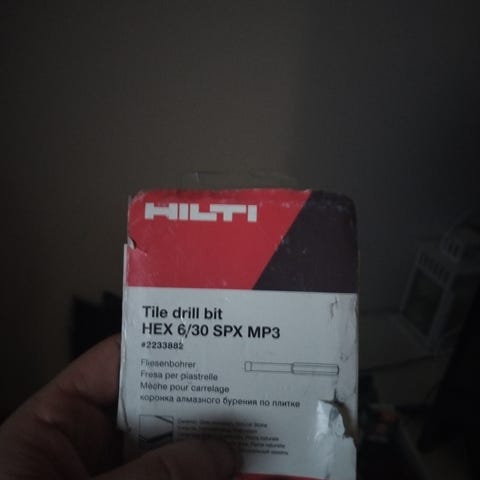 HILTI
Tile drill bit
HEX 6/30 SPX MP3
#2233882
Fliesenbohrer
Fresa per piastrelle
Mèche pour carrelage
коронка алмазного бурения по плитке